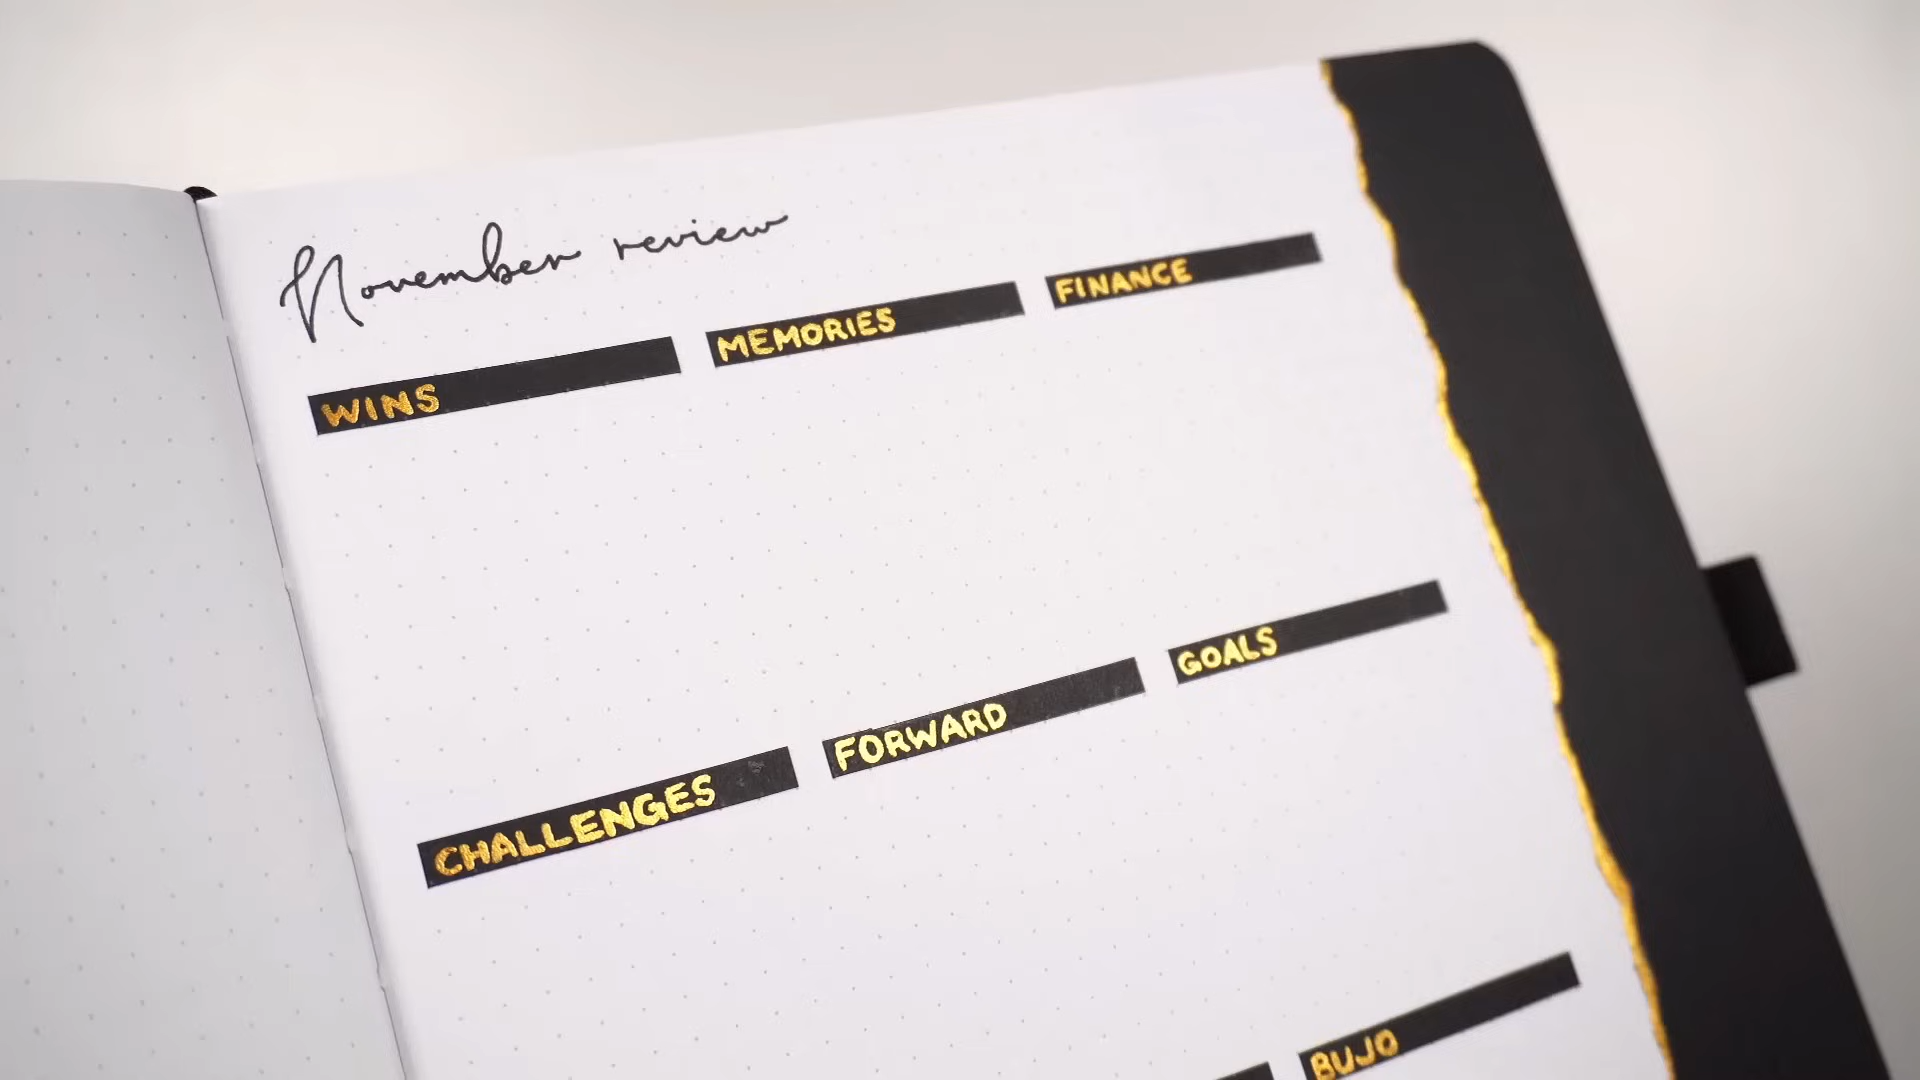 November review
WINS
MEMORIES
FINANCE
CHALLENGES
FORWARD
GOALS
BUJO